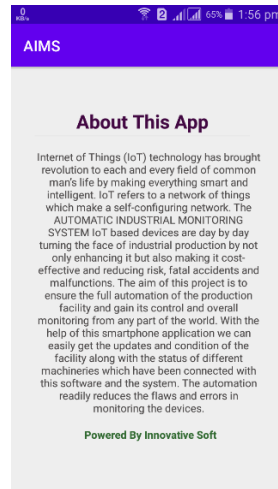 0 KB/s 2 65% 1:56 pm
AIMS
About This App
Internet of Things (IoT) technology has brought
revolution to each and every field of common
man's life by making everything smart and
intelligent. IoT refers to a network of things
which make a self-configuring network. The
AUTOMATIC INDUSTRIAL MONITORING
SYSTEM IoT based devices are day by day
turning the face of industrial production by not
only enhancing it but also making it cost-
effective and reducing risk, fatal accidents and
malfunctions. The aim of this project is to
ensure the full automation of the production
facility and gain its control and overall
monitoring from any part of the world. With the
help of this smartphone application we can
easily get the updates and condition of the
facility along with the status of different
machineries which have been connected with
this software and the system. The automation
readily reduces the flaws and errors in
monitoring the devices.
Powered By Innovative Soft